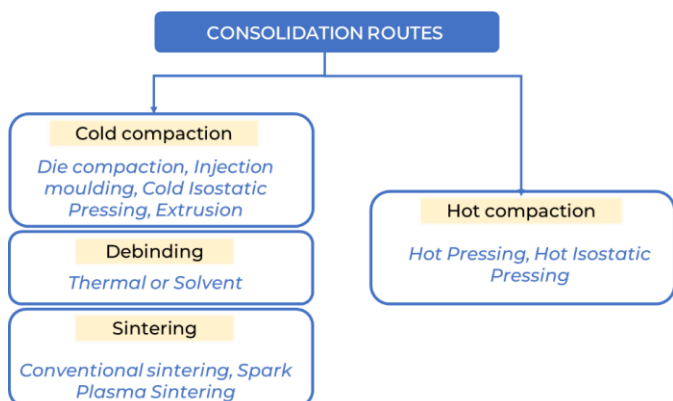 CONSOLIDATION ROUTES
Cold compaction
Die compaction, Injection
moulding, Cold Isostatic
Pressing, Extrusion
Debinding
Thermal or Solvent
Sintering
Conventional sintering, Spark
Plasma Sintering
Hot compaction
Hot Pressing, Hot Isostatic
Pressing